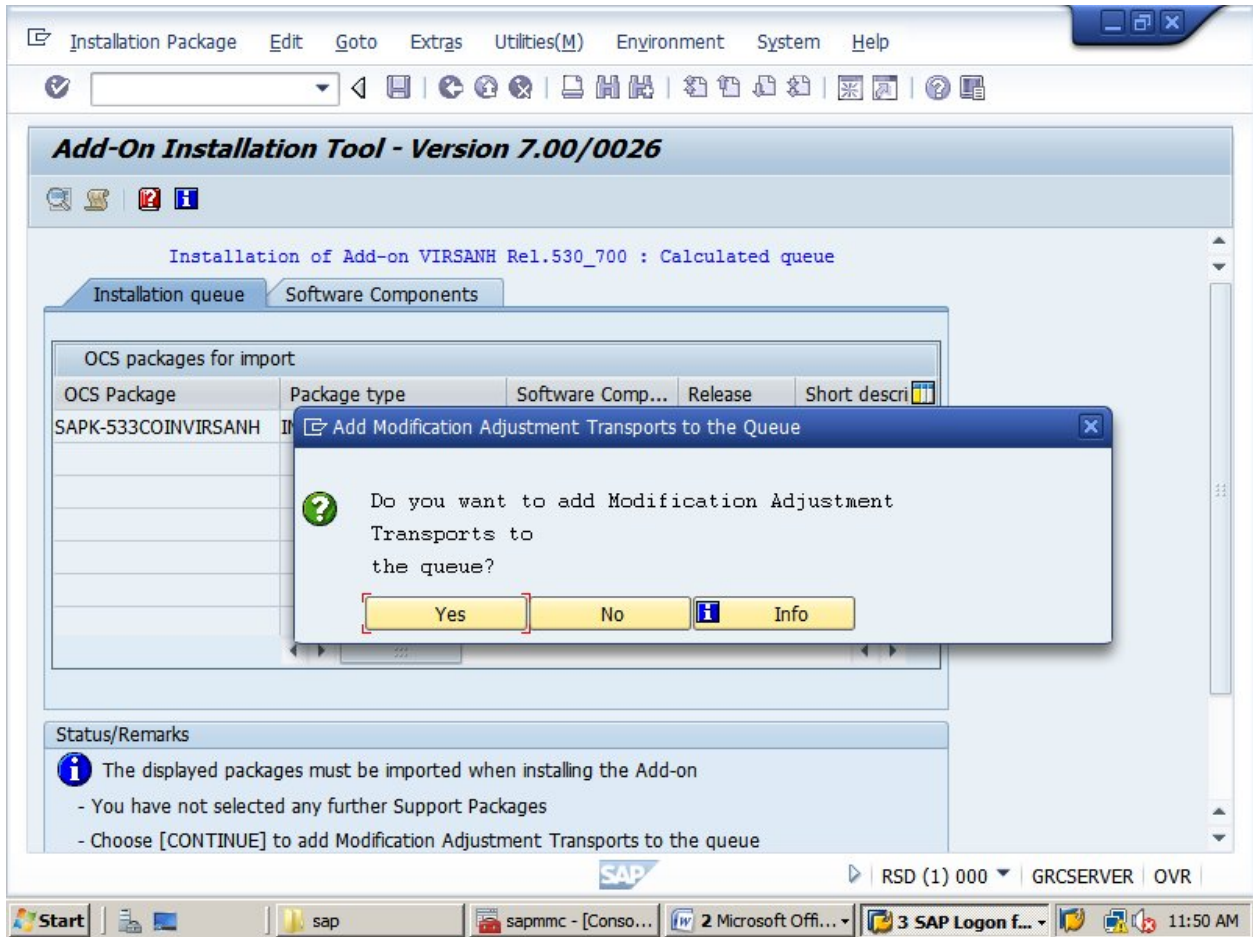 Installation Package Edit Goto Extras Utilities(M) Environment System Help
Add-On Installation Tool - Version 7.00/0026
Installation of Add-on VIRSANH Rel.530_700 : Calculated queue
Installation queue Software Components
OCS packages for import
OCS Package Package type Software Comp... Release Short descri
SAPK-533COINVIRSANH
Add Modification Adjustment Transports to the Queue
Do you want to add Modification Adjustment
Transports to
the queue?
Yes No Info
Status/Remarks
The displayed packages must be imported when installing the Add-on
- You have not selected any further Support Packages
- Choose [CONTINUE] to add Modification Adjustment Transports to the queue
SAP RSD (1) 000 GRCSERVER OVR
Start sap sapmmc - [Conso... 2 Microsoft Offi... 3 SAP Logon f... 11:50 AM